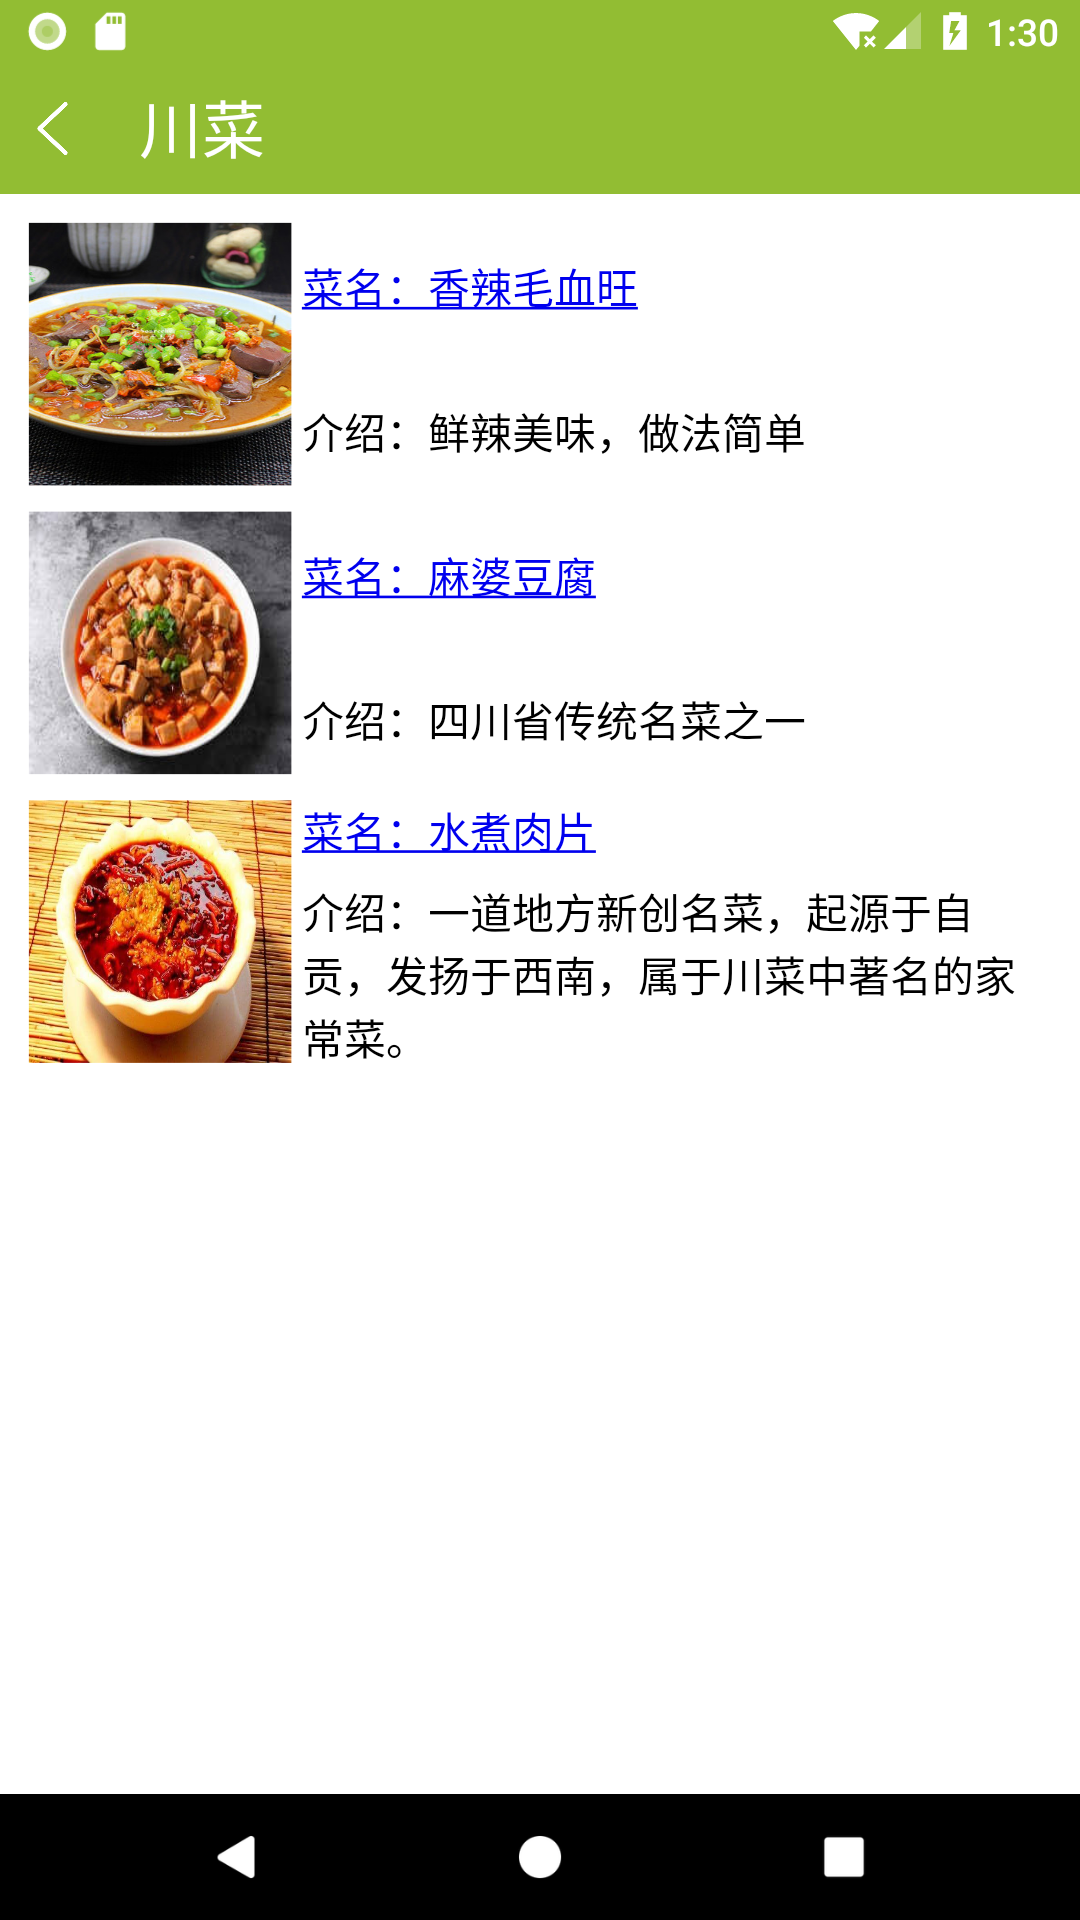 1:30
川菜
菜名：香辣毛血旺
介绍：鲜辣美味，做法简单
菜名：麻婆豆腐
介绍：四川省传统名菜之一
菜名：水煮肉片
介绍：一道地方新创名菜，起源于自
贡，发扬于西南，属于川菜中著名的家
常菜。